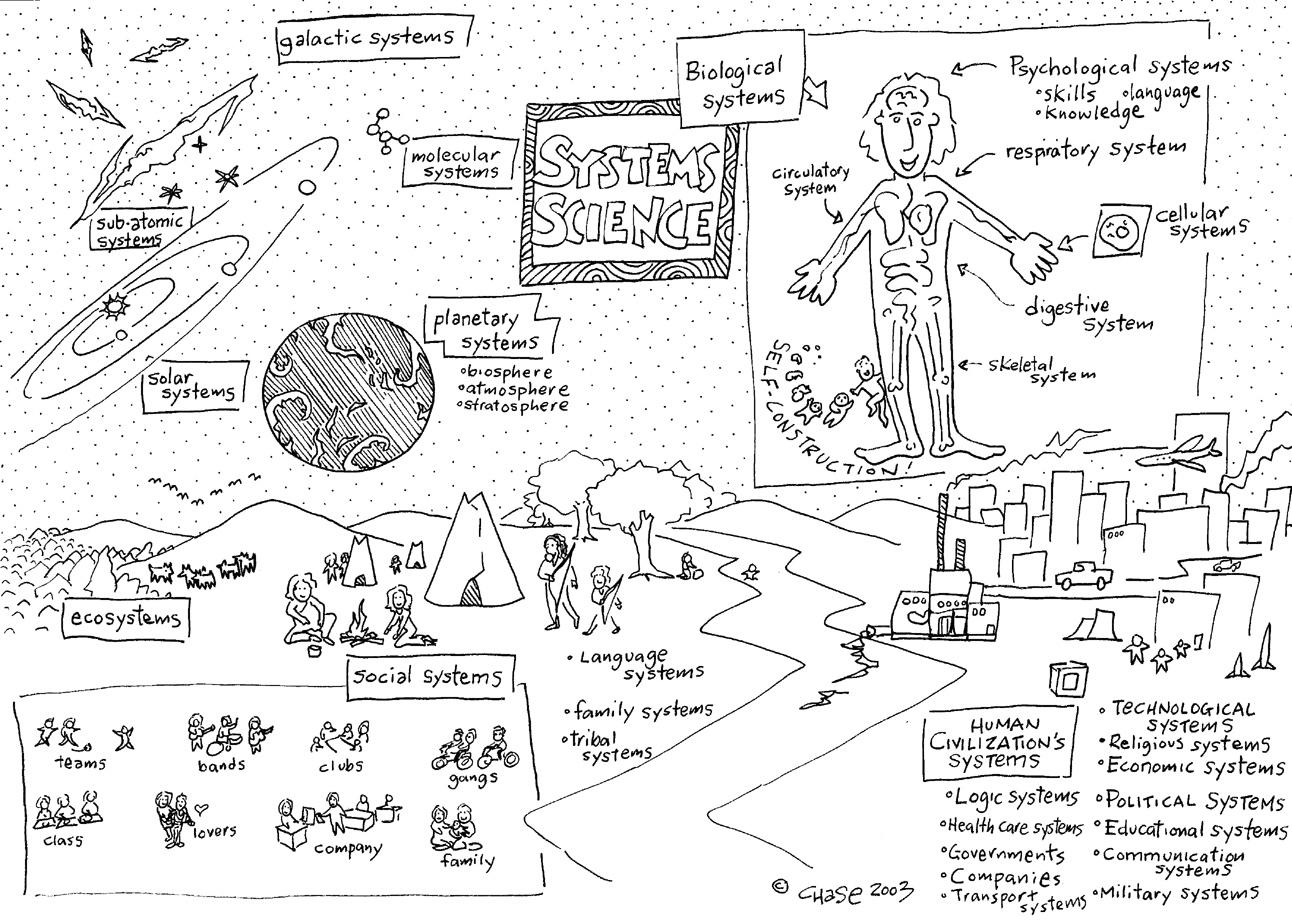 galactic systems
molecular
systems
sub-atomic
systems
solar
systems
planetary
systems
•biosphere
•atmosphere
•stratosphere
SYSTEMS
SCIENCE
Biological
systems
Psychological systems
•skills •language
•knowledge
respratory system
circulatory
system
cellular
systems
digestive
system
skeletal
system
SELF-CONSTRUCTION!
ecosystems
social systems
teams
bands
clubs
gangs
class
lovers
company
family
•Language
systems
•family systems
•tribal
systems
HUMAN
CIVILIZATION'S
SYSTEMS
•Logic systems
•Health care systems
•Governments
•Companies
•Transport
systems
•TECHNOLOGICAL
SYSTEMS
•Religious systems
•Economic systems
•POLITICAL SYSTEMS
•Educational systems
•Communication
systems
•Military systems
© CHASE 2003